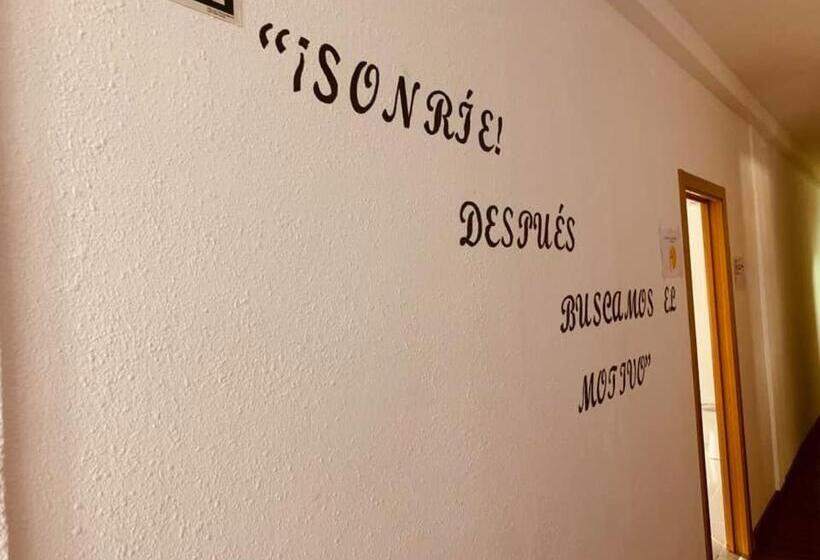 “¡SONRÍE!
DESPUÉS
BUSCAMOS EL
MOTIVO”